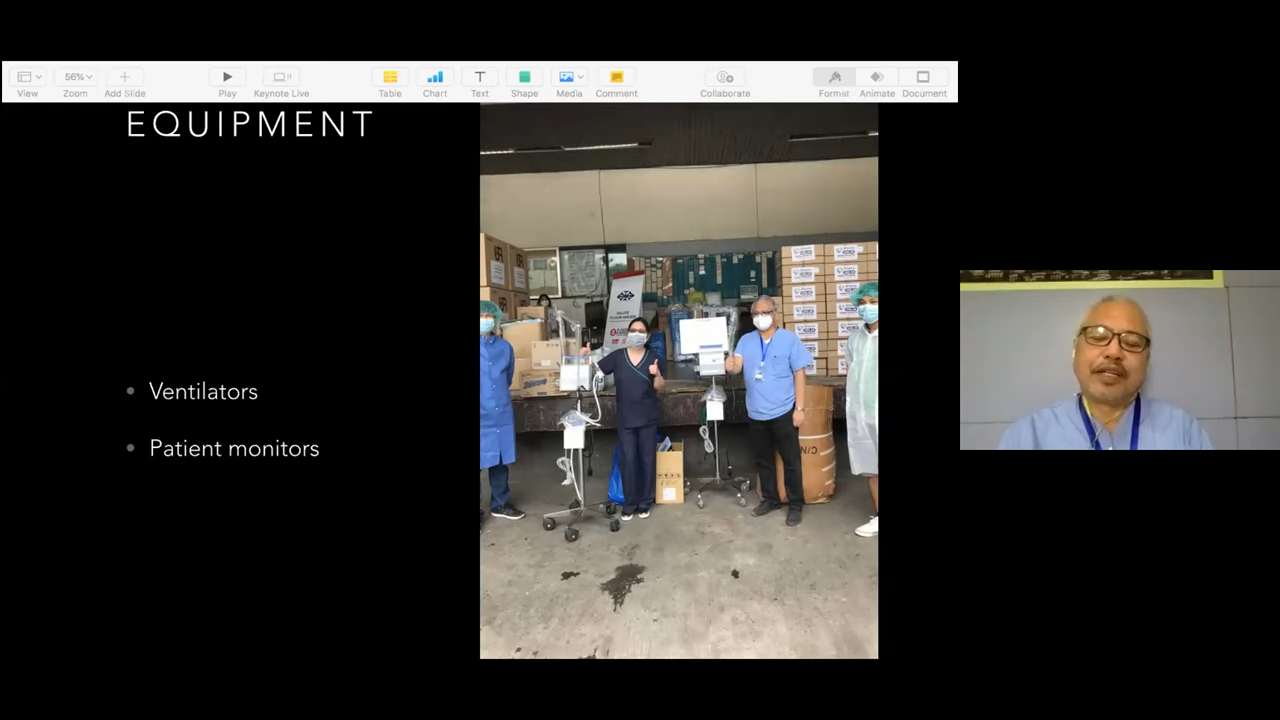 56%
View
Zoom
Add Slide
Play
Keynote Live
Table
Chart
Text
Shape
Media
Comment
Collaborate
Format
Animate
Document
EQUIPMENT
Ventilators
Patient monitors